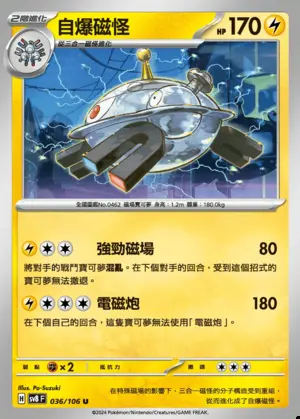 2階進化
自爆磁怪
HP 170
從三合一磁怪進化
全國圖鑑No.0462 磁場寶可夢 身高：1.2m 體重：180.0kg
強勁磁場 80
將對手的戰鬥寶可夢混亂。在下個對手的回合，受到這個招式的
寶可夢無法撤退。
電磁炮 180
在下個自己的回合，這隻寶可夢無法使用「電磁炮」。
弱點 ×2 抵抗力 撤退
Illus. Po-Suzuki
H SV8 F 036/106 U
在特殊磁場的影響下，三合一磁怪的分子構造受到重組，
從而進化成了自爆磁怪。
©2024 Pokémon/Nintendo/Creatures/GAME FREAK.